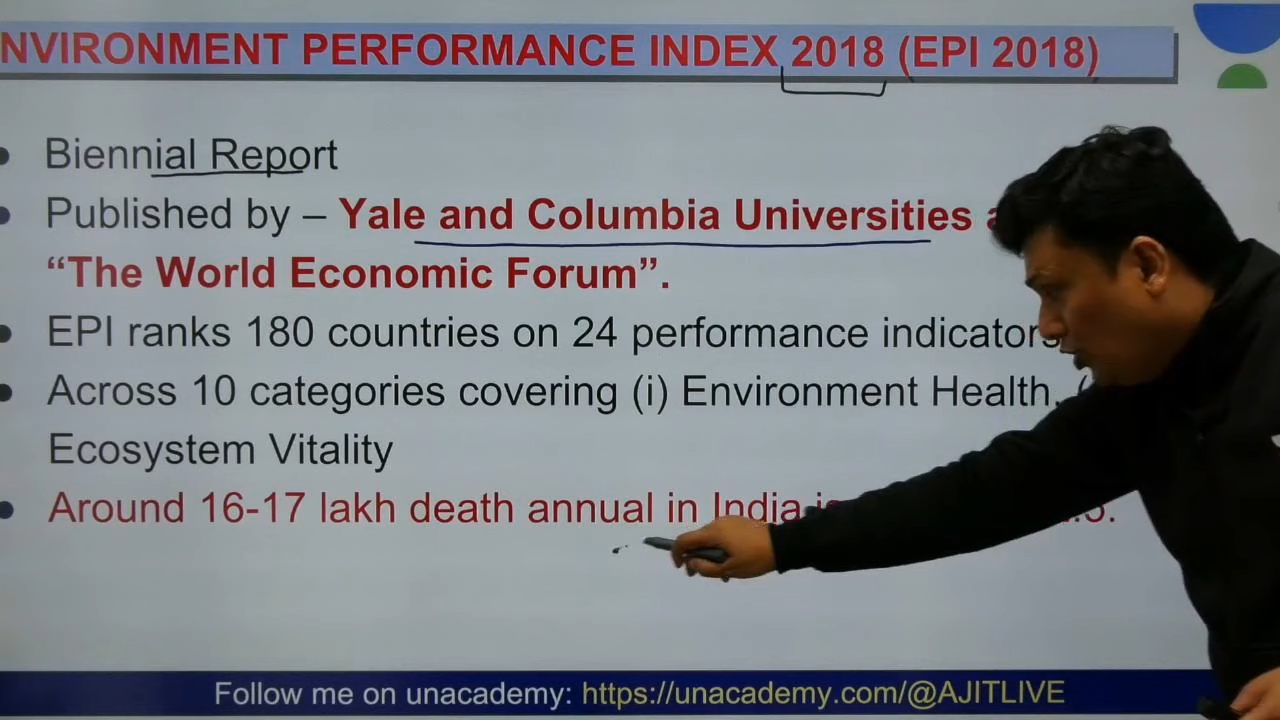 NVIRONMENT PERFORMANCE INDEX 2018 (EPI 2018)
Biennial Report
Published by – Yale and Columbia Universities
“The World Economic Forum”.
EPI ranks 180 countries on 24 performance indicators
Across 10 categories covering (i) Environment Health, (
Ecosystem Vitality
Around 16-17 lakh death annual in India
Follow me on unacademy: https://unacademy.com/@AJITLIVE